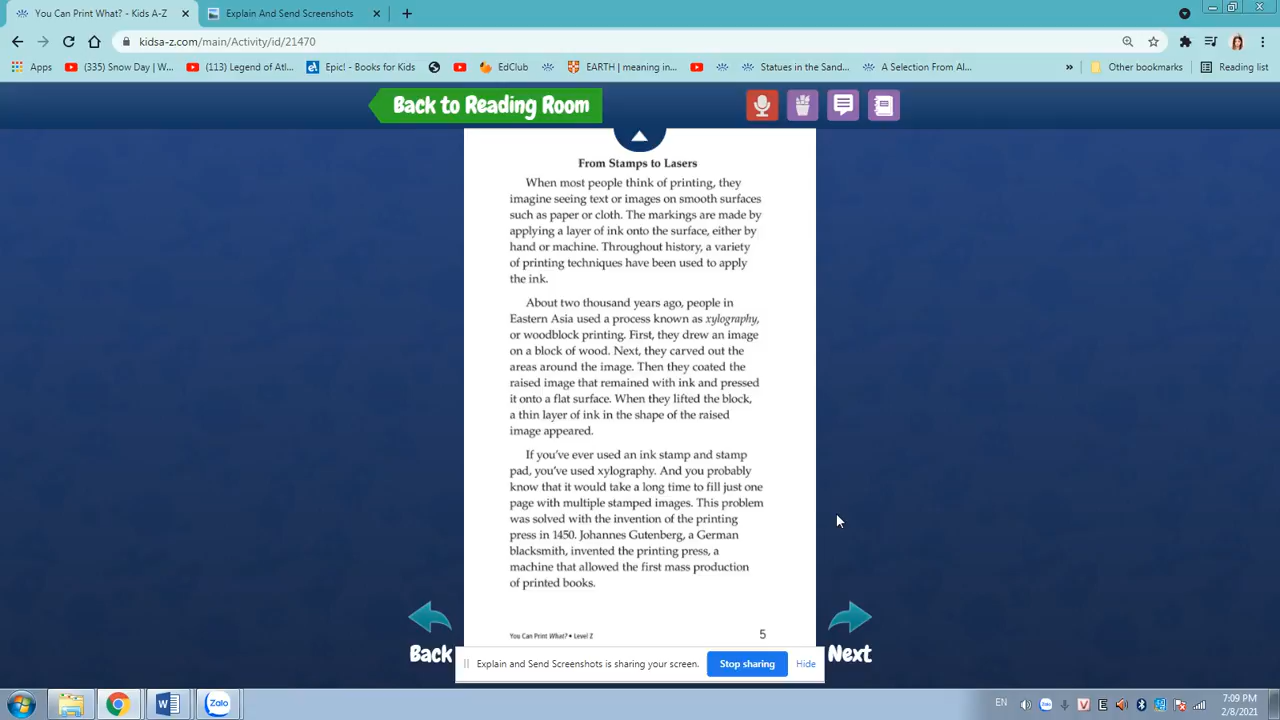 You Can Print What? - Kids A-Z
Explain And Send Screenshots
kidsa-z.com/main/Activity/id/21470
Apps
(335) Snow Day | W...
(113) Legend of Atl...
Epic! - Books for Kids
EdClub
EARTH | meaning in...
Statues in the Sand...
A Selection From Al...
»
Other bookmarks
Reading list
Back to Reading Room
From Stamps to Lasers
When most people think of printing, they
imagine seeing text or images on smooth surfaces
such as paper or cloth. The markings are made by
applying a layer of ink onto the surface, either by
hand or machine. Throughout history, a variety
of printing techniques have been used to apply
the ink.
About two thousand years ago, people in
Eastern Asia used a process known as xylography,
or woodblock printing. First, they drew an image
on a block of wood. Next, they carved out the
areas around the image. Then they coated the
raised image that remained with ink and pressed
it onto a flat surface. When they lifted the block,
a thin layer of ink in the shape of the raised
image appeared.
If you've ever used an ink stamp and stamp
pad, you've used xylography. And you probably
know that it would take a long time to fill just one
page with multiple stamped images. This problem
was solved with the invention of the printing
press in 1450. Johannes Gutenberg, a German
blacksmith, invented the printing press, a
machine that allowed the first mass production
of printed books.
You Can Print What? • Level Z
5
Back
Next
Explain and Send Screenshots is sharing your screen.
Stop sharing
Hide
Zalo
EN
7:09 PM
2/8/2021